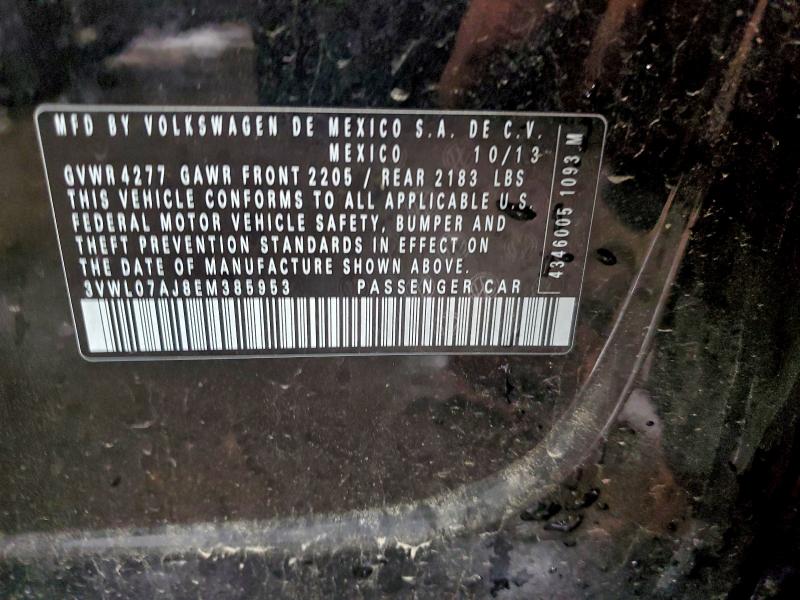 MFD BY VOLKSWAGEN DE MEXICO S.A. DE C.V.
MEXICO 10/13
GVWR 4277 GAWR FRONT 2205 / REAR 2183 LBS
THIS VEHICLE CONFORMS TO ALL APPLICABLE U.S.
FEDERAL MOTOR VEHICLE SAFETY, BUMPER AND
THEFT PREVENTION STANDARDS IN EFFECT ON
THE DATE OF MANUFACTURE SHOWN ABOVE.
3VWL07AJ8EM385953 PASSENGER CAR
4346005 1093 M